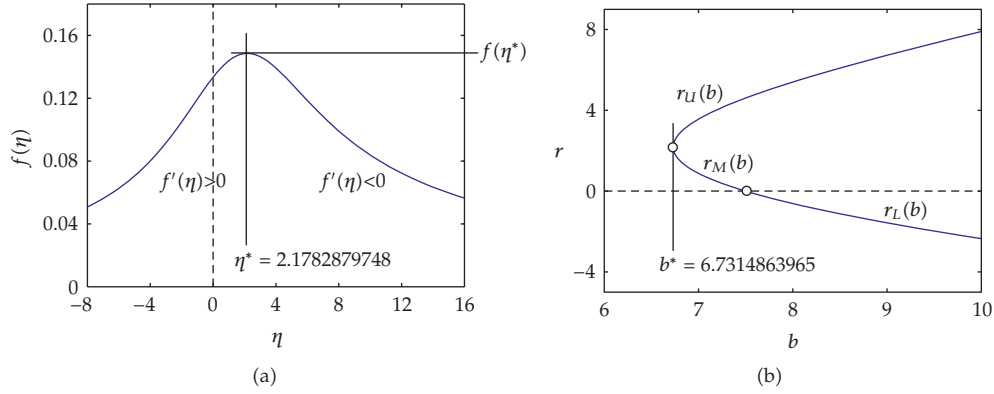 0.16
0.12
0.08
0.04
0
f(η)
f(η*)
f′(η)>0
f′(η)<0
η* = 2.1782879748
−8
−4
0
4
8
12
16
η
(a)
8
4
0
−4
r
r_U(b)
r_M(b)
r_L(b)
b* = 6.7314863965
6
7
8
9
10
b
(b)